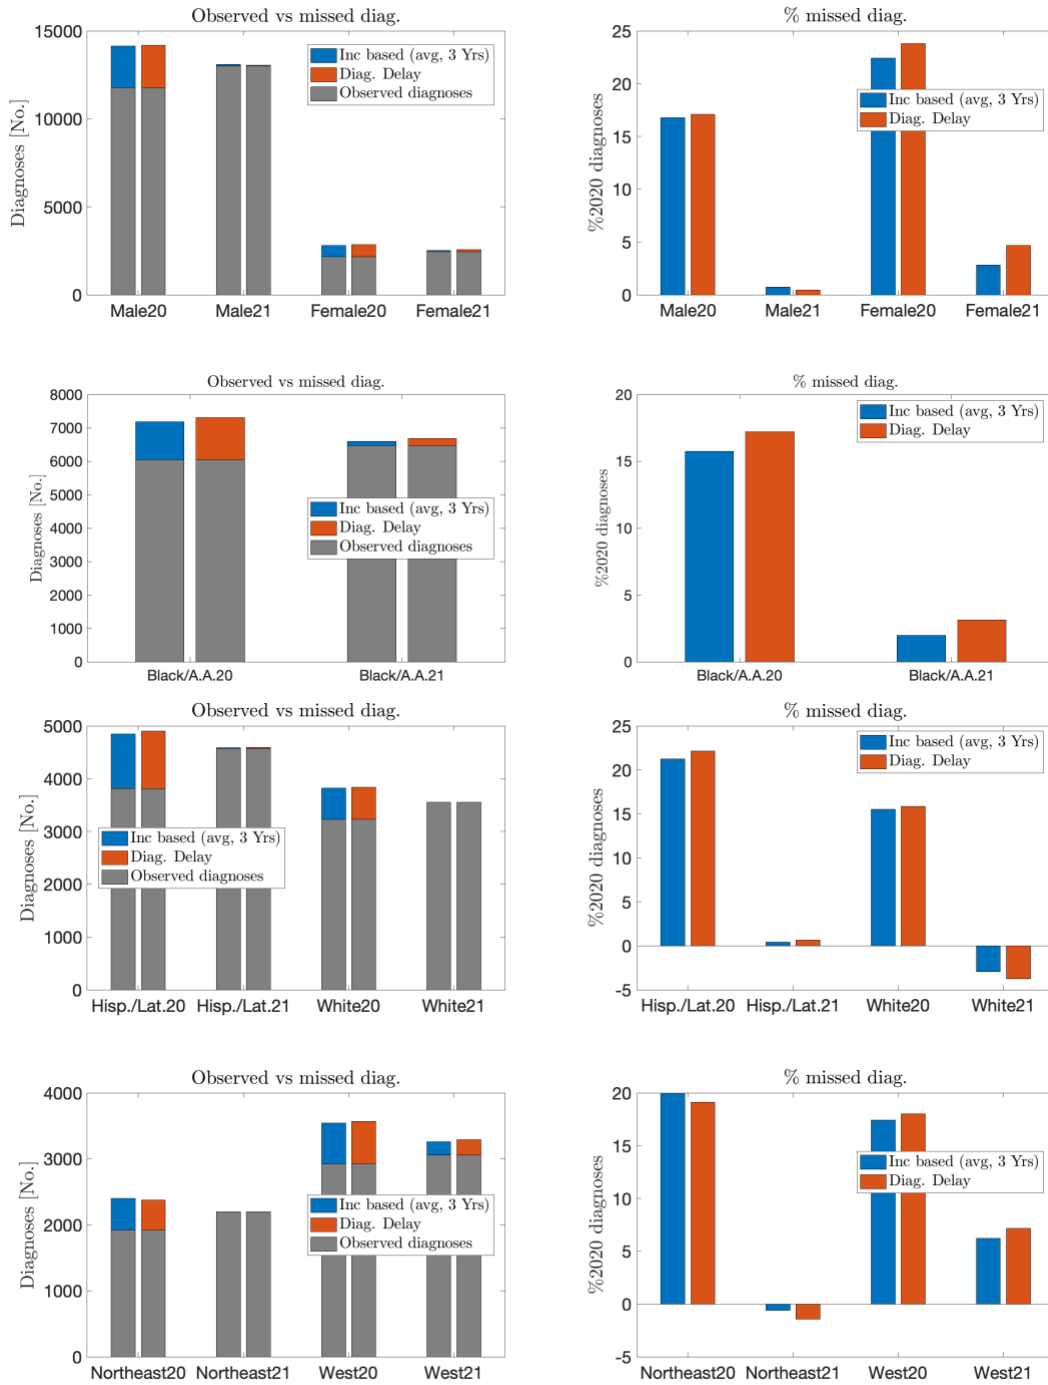 Observed vs missed diag.
15000
10000
5000
0
Diagnoses [No.]
Inc based (avg, 3 Yrs)
Diag. Delay
Observed diagnoses
Male20 Male21 Female20 Female21
% missed diag.
25
20
15
10
5
0
%2020 diagnoses
Inc based (avg, 3 Yrs)
Diag. Delay
Male20 Male21 Female20 Female21
Observed vs missed diag.
8000
7000
6000
5000
4000
3000
2000
1000
0
Diagnoses [No.]
Inc based (avg, 3 Yrs)
Diag. Delay
Observed diagnoses
Black/A.A.20 Black/A.A.21
% missed diag.
20
15
10
5
0
%2020 diagnoses
Inc based (avg, 3 Yrs)
Diag. Delay
Black/A.A.20 Black/A.A.21
Observed vs missed diag.
5000
4000
3000
2000
1000
0
Diagnoses [No.]
Inc based (avg, 3 Yrs)
Diag. Delay
Observed diagnoses
Hisp./Lat.20 Hisp./Lat.21 White20 White21
% missed diag.
25
20
15
10
5
0
-5
%2020 diagnoses
Inc based (avg, 3 Yrs)
Diag. Delay
Hisp./Lat.20 Hisp./Lat.21 White20 White21
Observed vs missed diag.
4000
3000
2000
1000
0
Diagnoses [No.]
Inc based (avg, 3 Yrs)
Diag. Delay
Observed diagnoses
Northeast20 Northeast21 West20 West21
% missed diag.
20
15
10
5
0
-5
%2020 diagnoses
Inc based (avg, 3 Yrs)
Diag. Delay
Northeast20 Northeast21 West20 West21